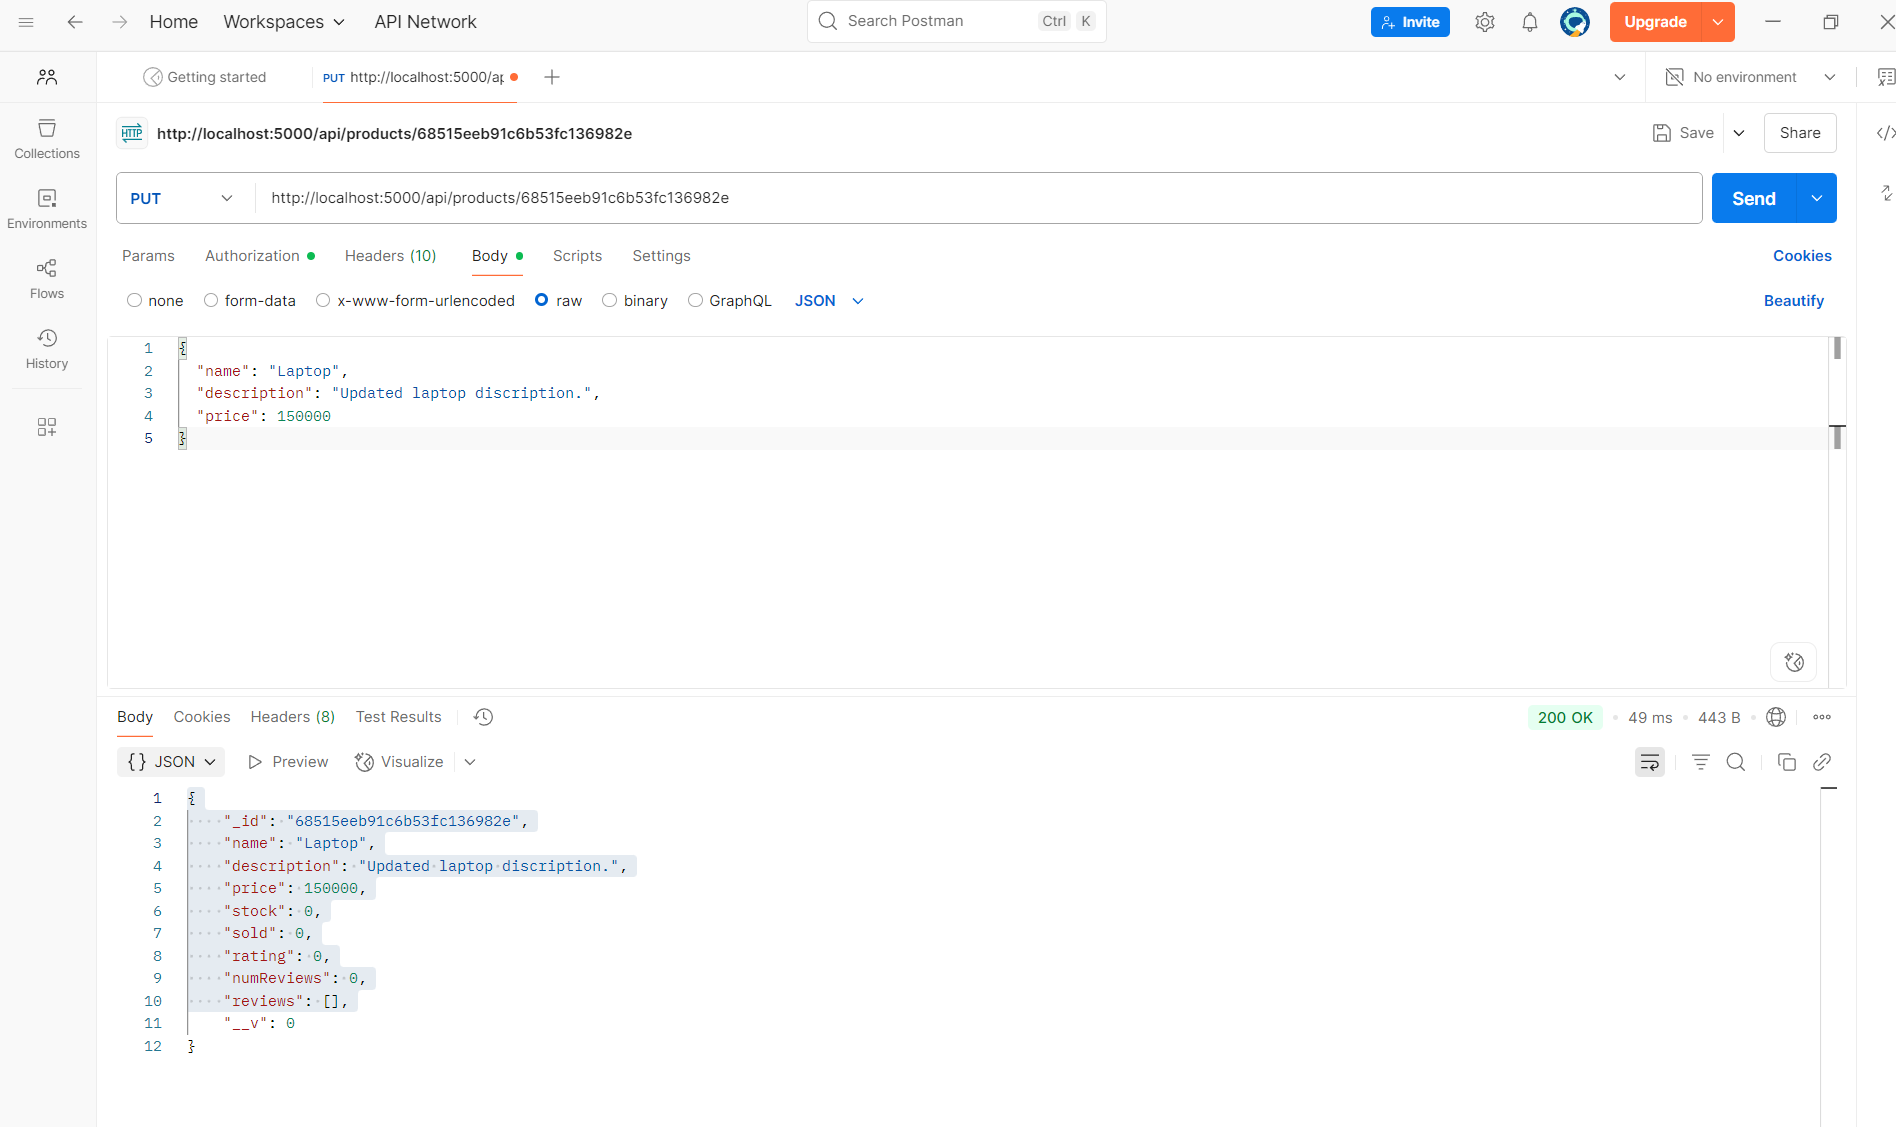 Home Workspaces API Network Search Postman Ctrl K Invite Upgrade
Getting started PUT http://localhost:5000/ap No environment
Collections
Environments
Flows
History
HTTP http://localhost:5000/api/products/68515eeb91c6b53fc136982e Save Share
PUT http://localhost:5000/api/products/68515eeb91c6b53fc136982e Send
Params Authorization Headers (10) Body Scripts Settings Cookies
none form-data x-www-form-urlencoded raw binary GraphQL JSON Beautify
1 {
2 "name": "Laptop",
3 "description": "Updated laptop discription.",
4 "price": 150000
5 }
Body Cookies Headers (8) Test Results 200 OK 49 ms 443 B
{} JSON Preview Visualize
1 {
2 "_id": "68515eeb91c6b53fc136982e",
3 "name": "Laptop",
4 "description": "Updated laptop discription.",
5 "price": 150000,
6 "stock": 0,
7 "sold": 0,
8 "rating": 0,
9 "numReviews": 0,
10 "reviews": [],
11 "__v": 0
12 }